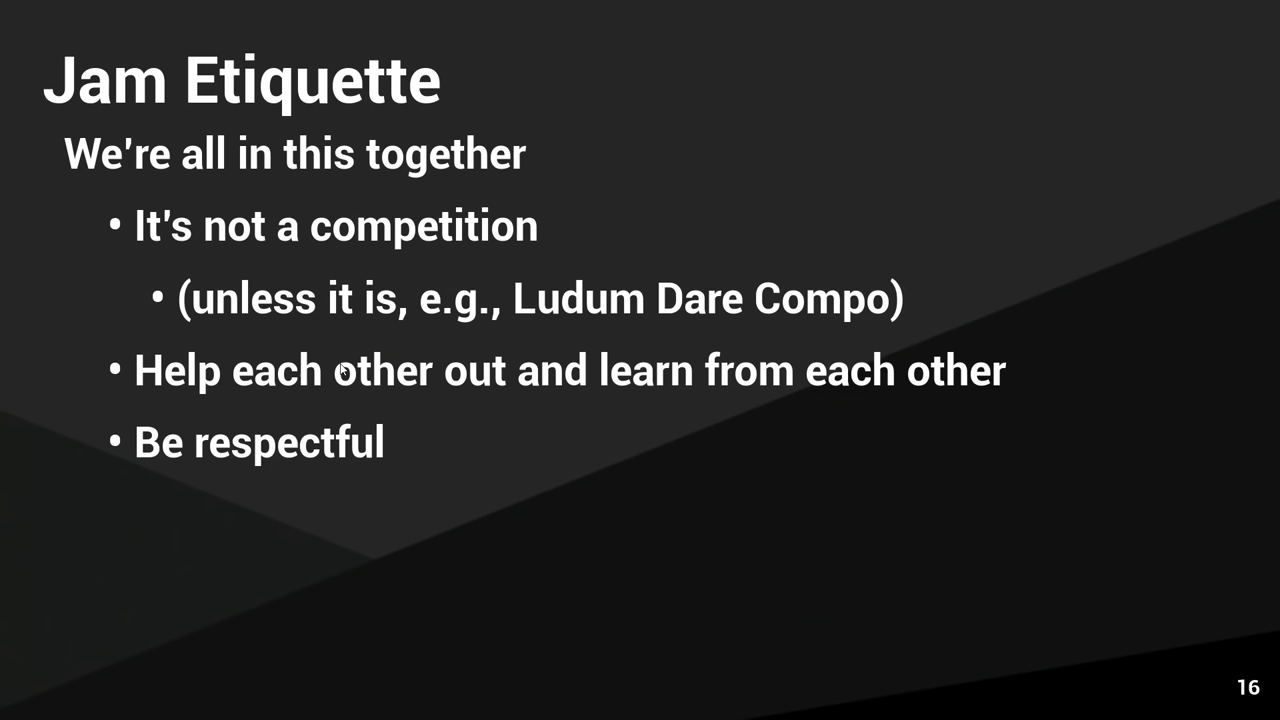 Jam Etiquette
We're all in this together
• It's not a competition
• (unless it is, e.g., Ludum Dare Compo)
• Help each other out and learn from each other
• Be respectful
16